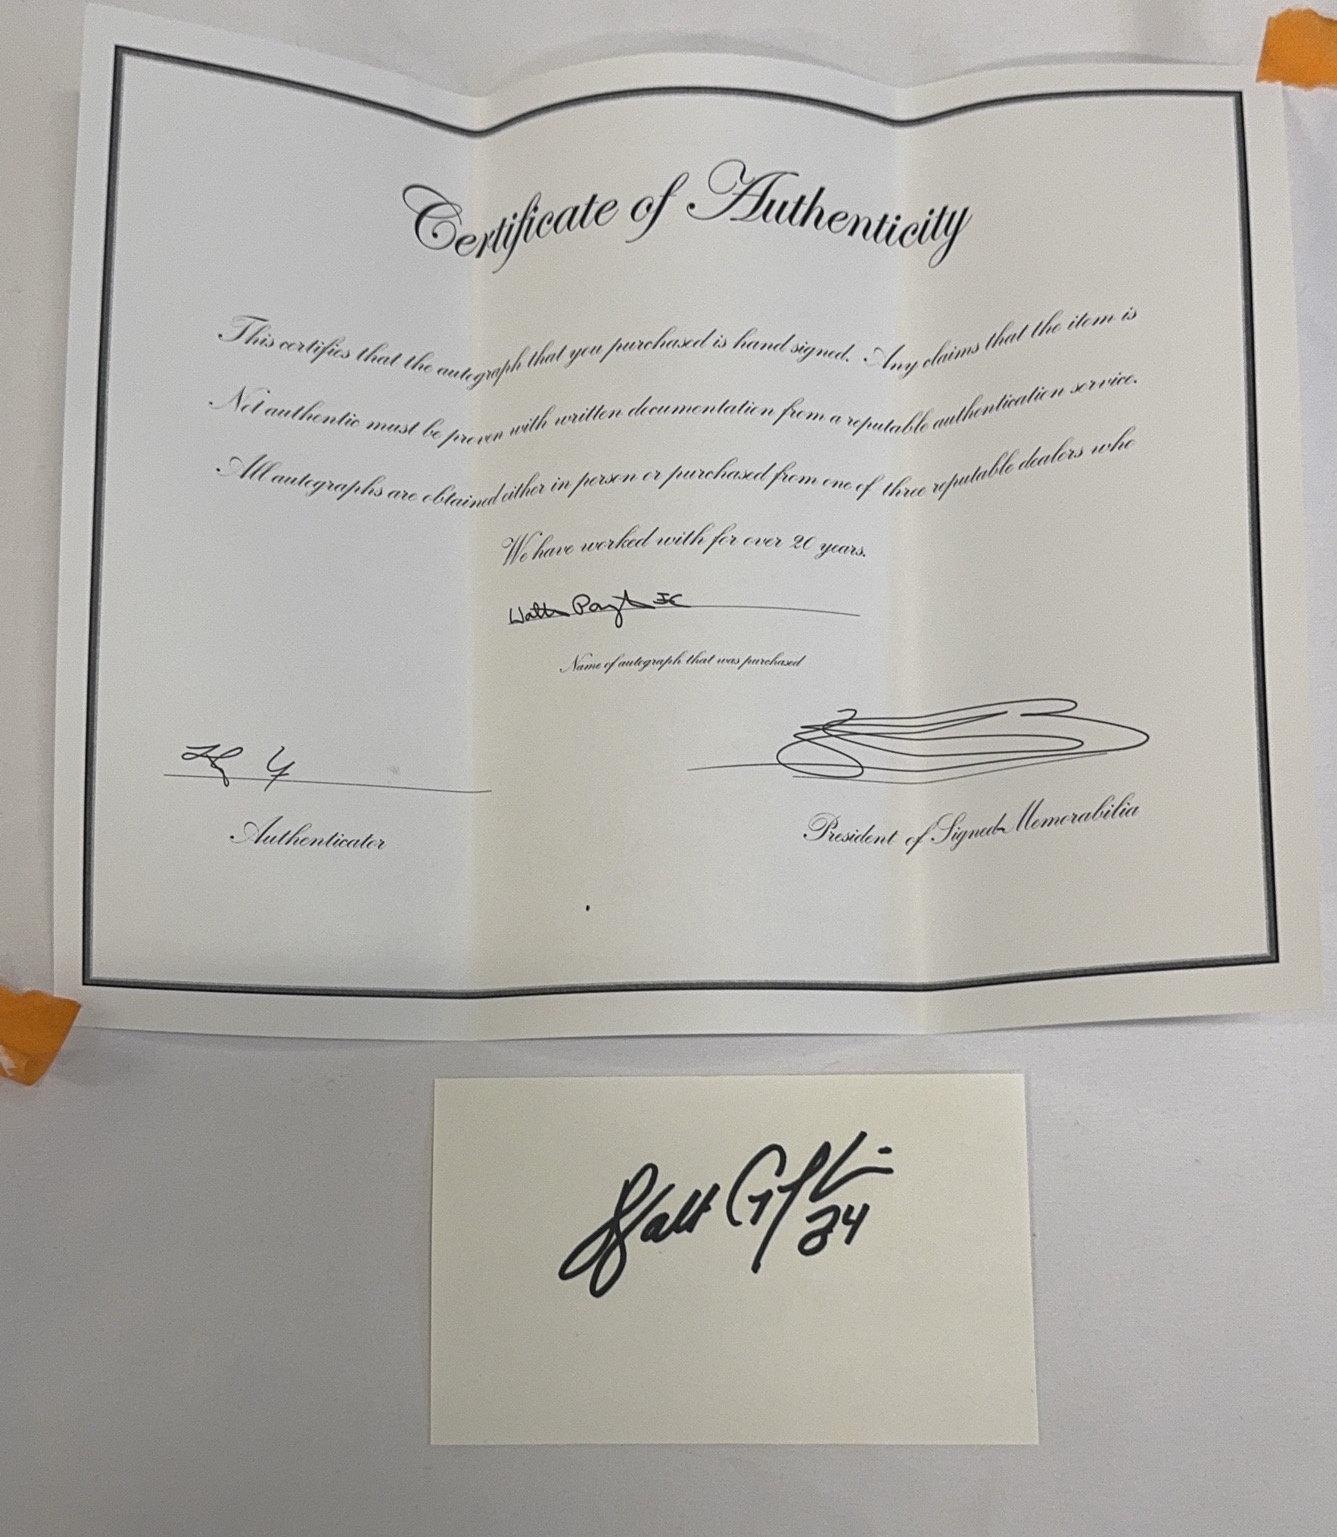 Certificate of Authenticity
This certifies that the autograph that you purchased is hand signed. Any claims that the item is
Not authentic must be proven with written documentation from a reputable authentication service.
All autographs are obtained either in person or purchased from one of three reputable dealers who
We have worked with for over 20 years.
Name of autograph that was purchased
Authenticator
President of Signed Memorabilia
Walt
34